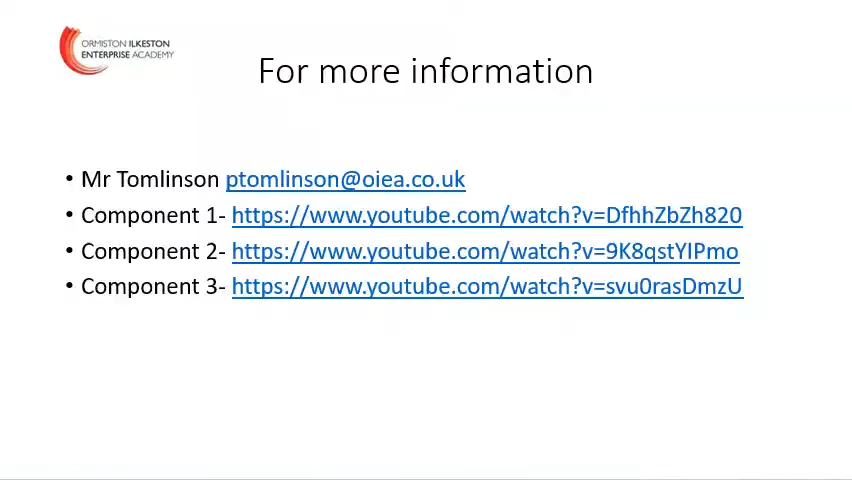 ORMISTON ILKESTON
ENTERPRISE ACADEMY
For more information
• Mr Tomlinson ptomlinson@oiea.co.uk
• Component 1- https://www.youtube.com/watch?v=DfhhZbZh820
• Component 2- https://www.youtube.com/watch?v=9K8qstYIPmo
• Component 3- https://www.youtube.com/watch?v=svu0rasDmzU